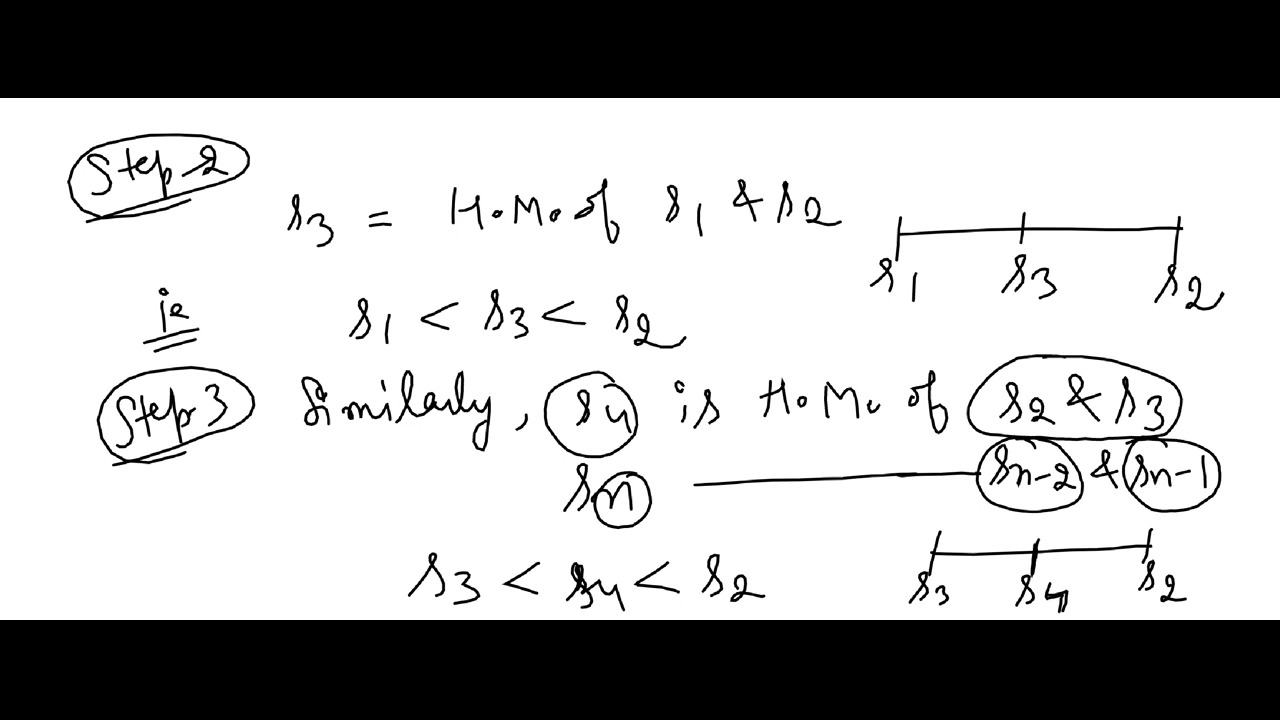 Step 2
s3 = H.M. of s1 & s2
s1 s3 s2
ie s1 < s3 < s2
Step 3 Similarly, s4 is H.M. of s2 & s3
sn sn-2 & sn-1
s3 < s4 < s2
s3 s4 s2